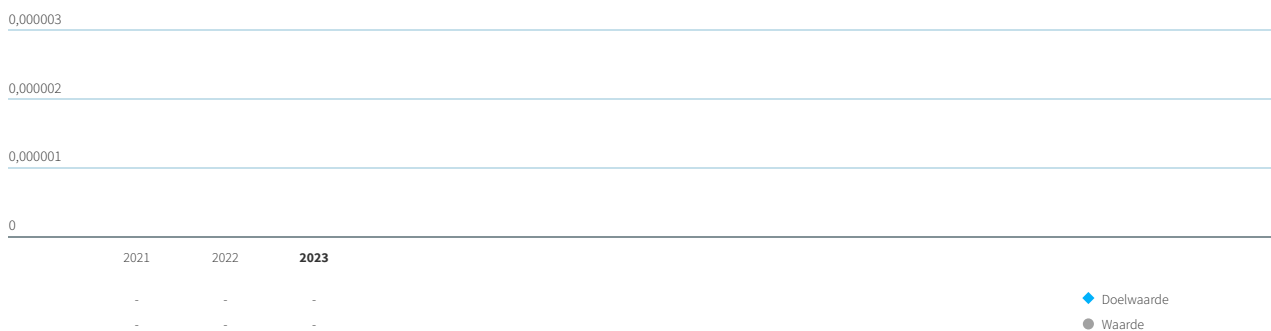 0,000003
0,000002
0,000001
0
2021 2022 2023
- - - Doelwaarde
- - - Waarde